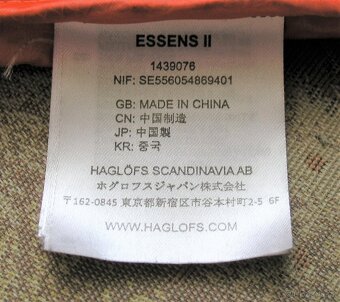 ESSENS II
1439076
NIF: SE556054869401
GB: MADE IN CHINA
CN: 中国制造
JP: 中国製
KR: 중국
HAGLÖFS SCANDINAVIA AB
ホグロフスジャパン株式会社
〒162-0845 東京都新宿区市谷本村町2-5 6F
WWW.HAGLOFS.COM